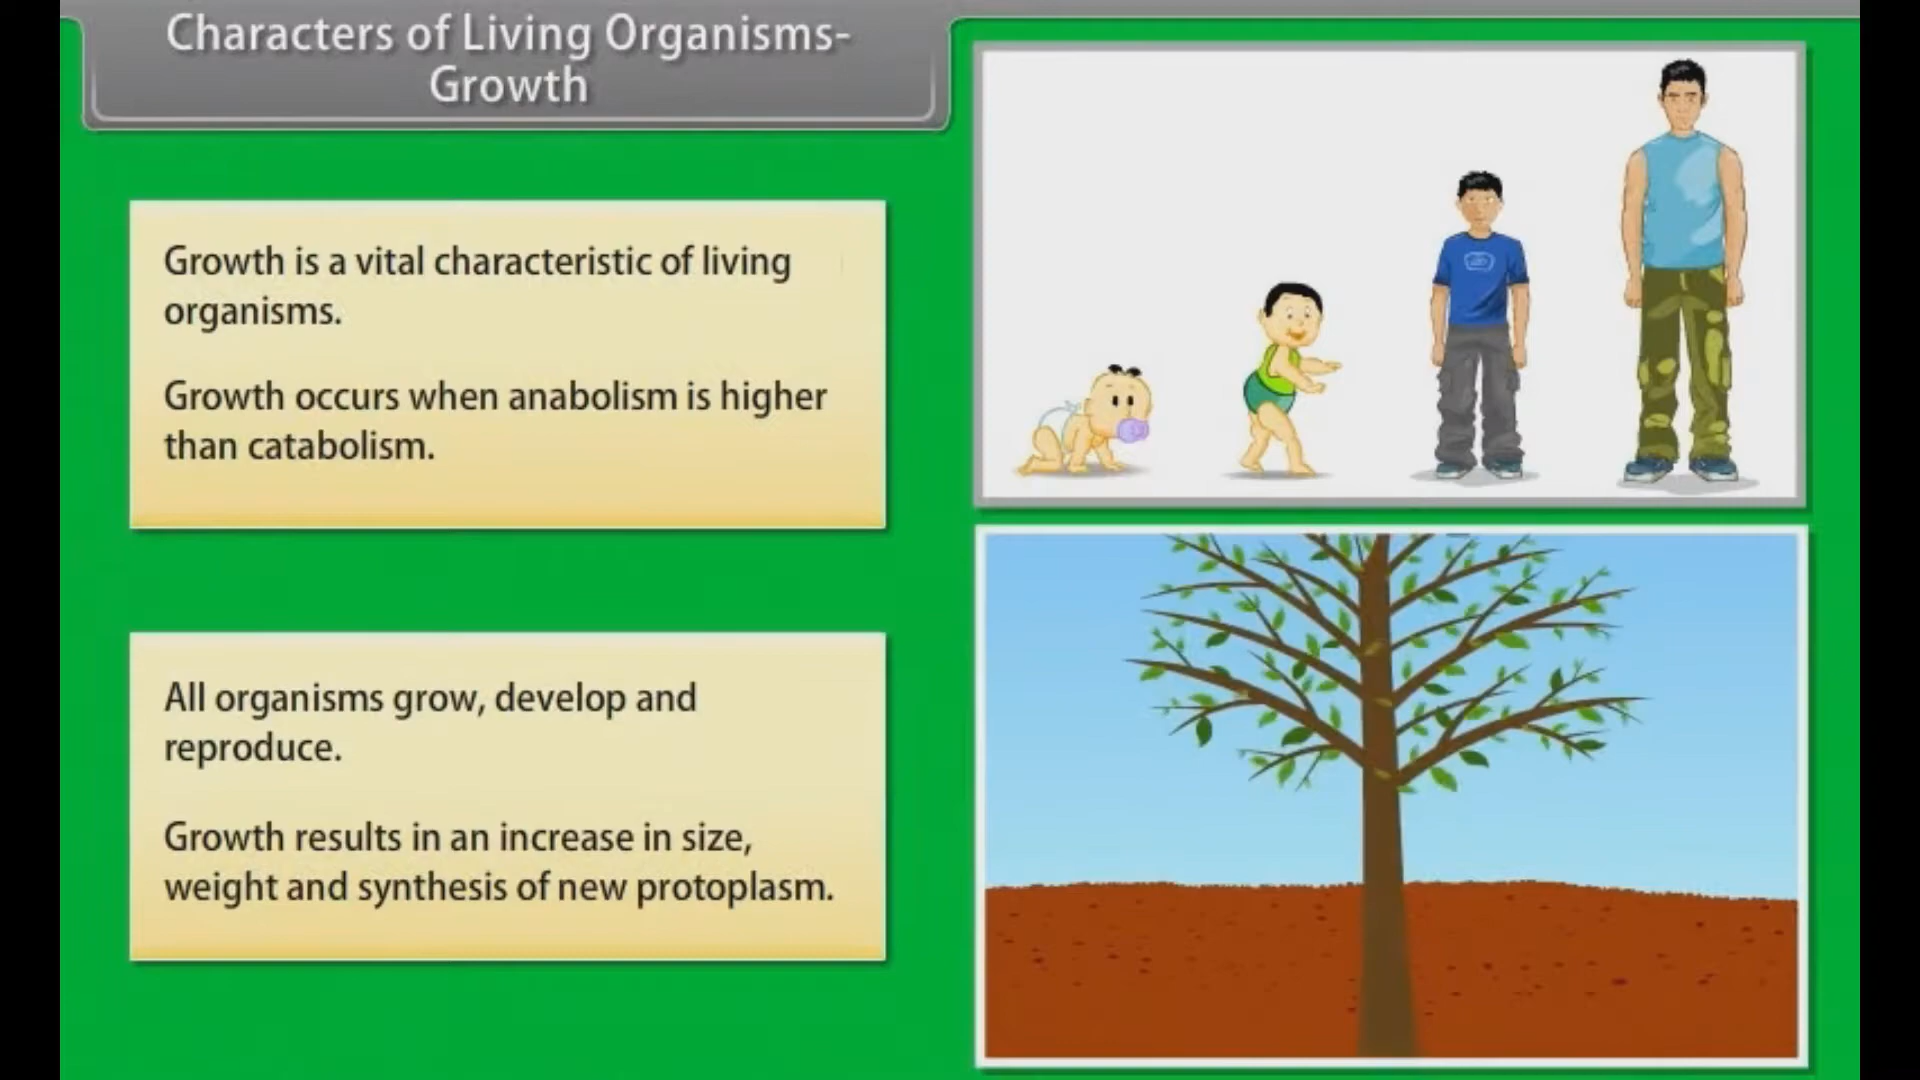 Characters of Living Organisms-
Growth
Growth is a vital characteristic of living
organisms.
Growth occurs when anabolism is higher
than catabolism.
All organisms grow, develop and
reproduce.
Growth results in an increase in size,
weight and synthesis of new protoplasm.